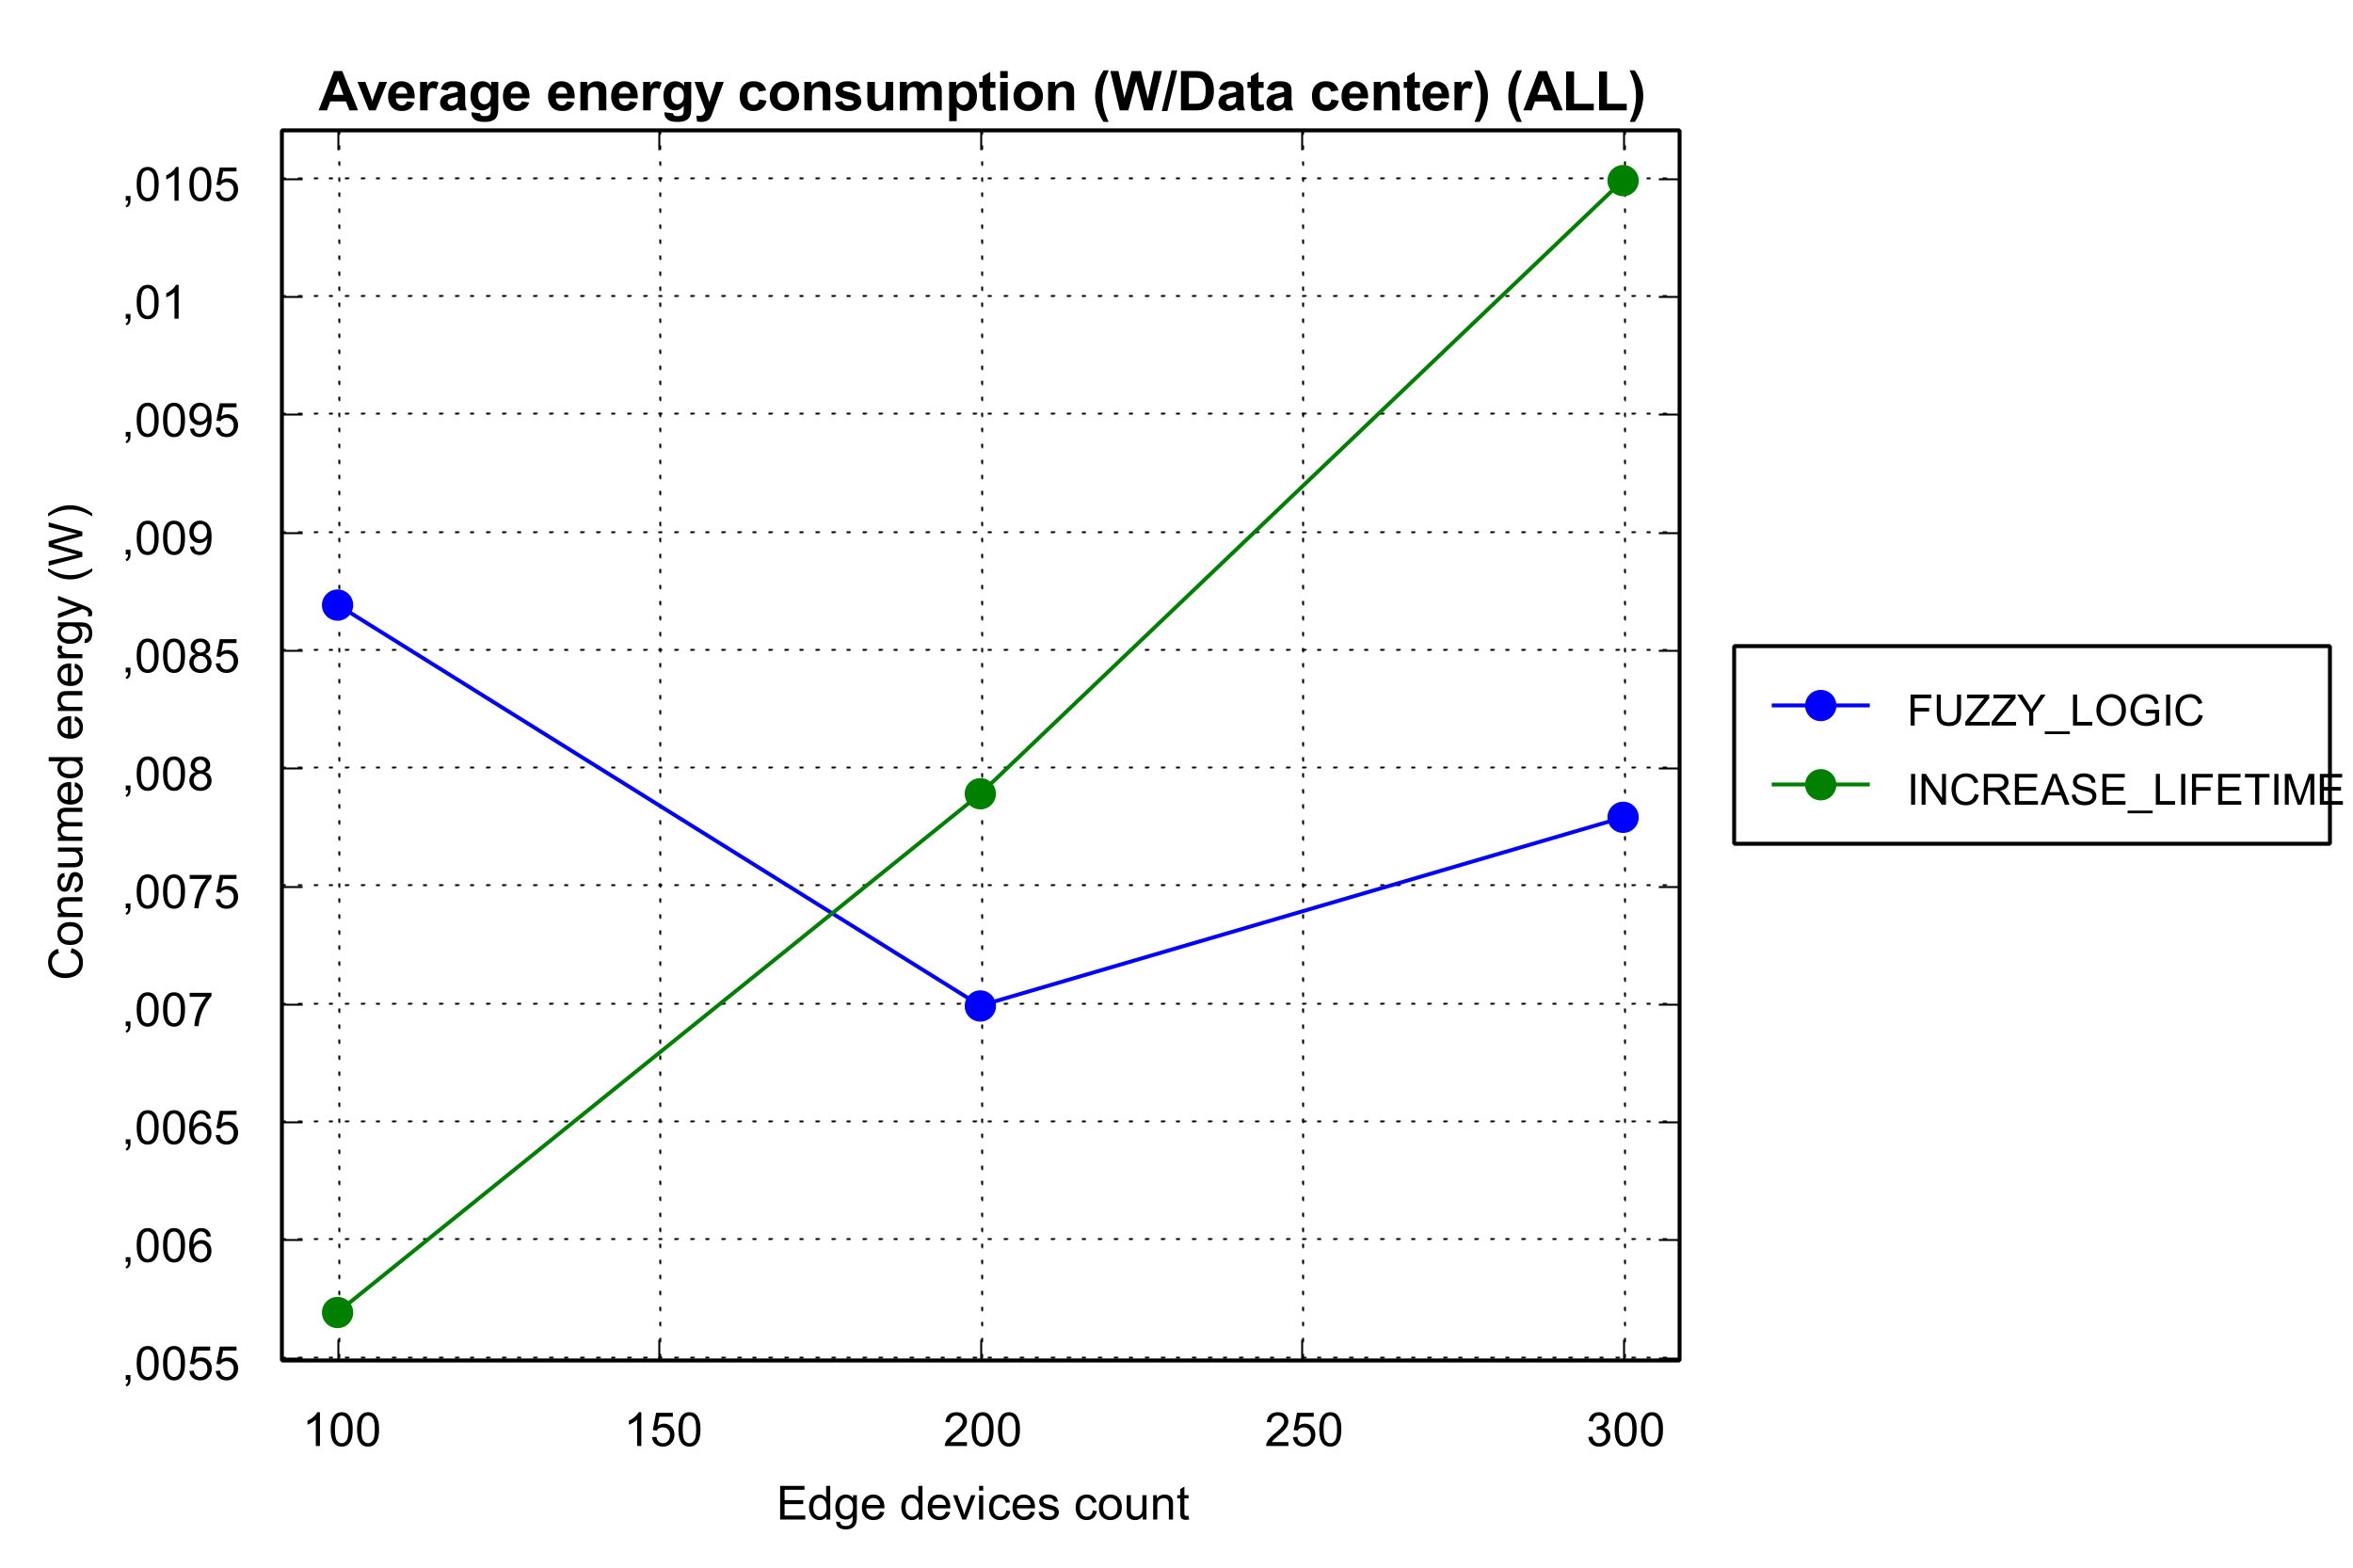 Average energy consumption (W/Data center) (ALL)
,0105
,01
,0095
,009
,0085
,008
,0075
,007
,0065
,006
,0055
Consumed energy (W)
100 150 200 250 300
Edge devices count
FUZZY_LOGIC
INCREASE_LIFETIME